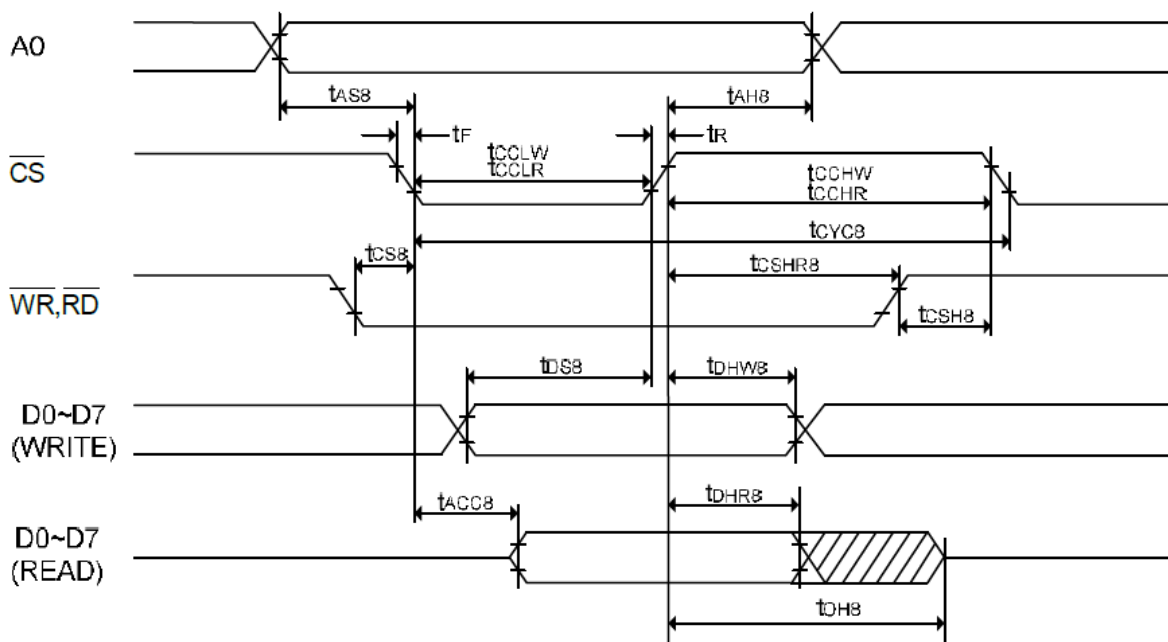 A0
tAS8
tAH8
tF
tR
CS
tCCLW
tCCLR
tCCHW
tCCHR
tCYC8
tCS8
tCSHR8
WR,RD
tCSH8
tDS8
tDHW8
D0~D7
(WRITE)
tACC8
tDHR8
D0~D7
(READ)
tOH8